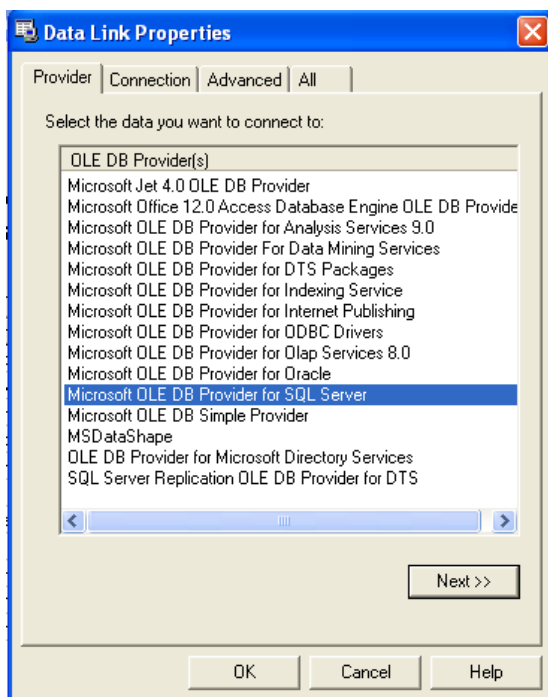 Data Link Properties
Provider Connection Advanced All
Select the data you want to connect to:
OLE DB Provider(s)
Microsoft Jet 4.0 OLE DB Provider
Microsoft Office 12.0 Access Database Engine OLE DB Provide
Microsoft OLE DB Provider for Analysis Services 9.0
Microsoft OLE DB Provider For Data Mining Services
Microsoft OLE DB Provider for DTS Packages
Microsoft OLE DB Provider for Indexing Service
Microsoft OLE DB Provider for Internet Publishing
Microsoft OLE DB Provider for ODBC Drivers
Microsoft OLE DB Provider for Olap Services 8.0
Microsoft OLE DB Provider for Oracle
Microsoft OLE DB Provider for SQL Server
Microsoft OLE DB Simple Provider
MSDataShape
OLE DB Provider for Microsoft Directory Services
SQL Server Replication OLE DB Provider for DTS
Next >>
OK Cancel Help